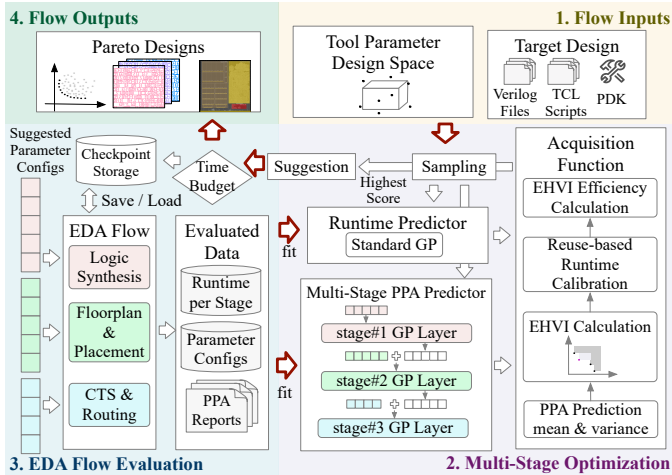 4. Flow Outputs
Pareto Designs
1. Flow Inputs
Tool Parameter
Design Space
Target Design
Verilog
Files
TCL
Scripts
PDK
Suggested
Parameter
Configs
Checkpoint
Storage
Time
Budget
Suggestion
Sampling
Highest
Score
Save / Load
EDA Flow
Logic
Synthesis
Floorplan
&
Placement
CTS &
Routing
Evaluated
Data
Runtime
per Stage
Parameter
Configs
PPA
Reports
fit
fit
Runtime Predictor
Standard GP
Multi-Stage PPA Predictor
stage#1 GP Layer
stage#2 GP Layer
stage#3 GP Layer
Acquisition
Function
EHVI Efficiency
Calculation
Reuse-based
Runtime
Calibration
EHVI Calculation
PPA Prediction
mean & variance
3. EDA Flow Evaluation
2. Multi-Stage Optimization